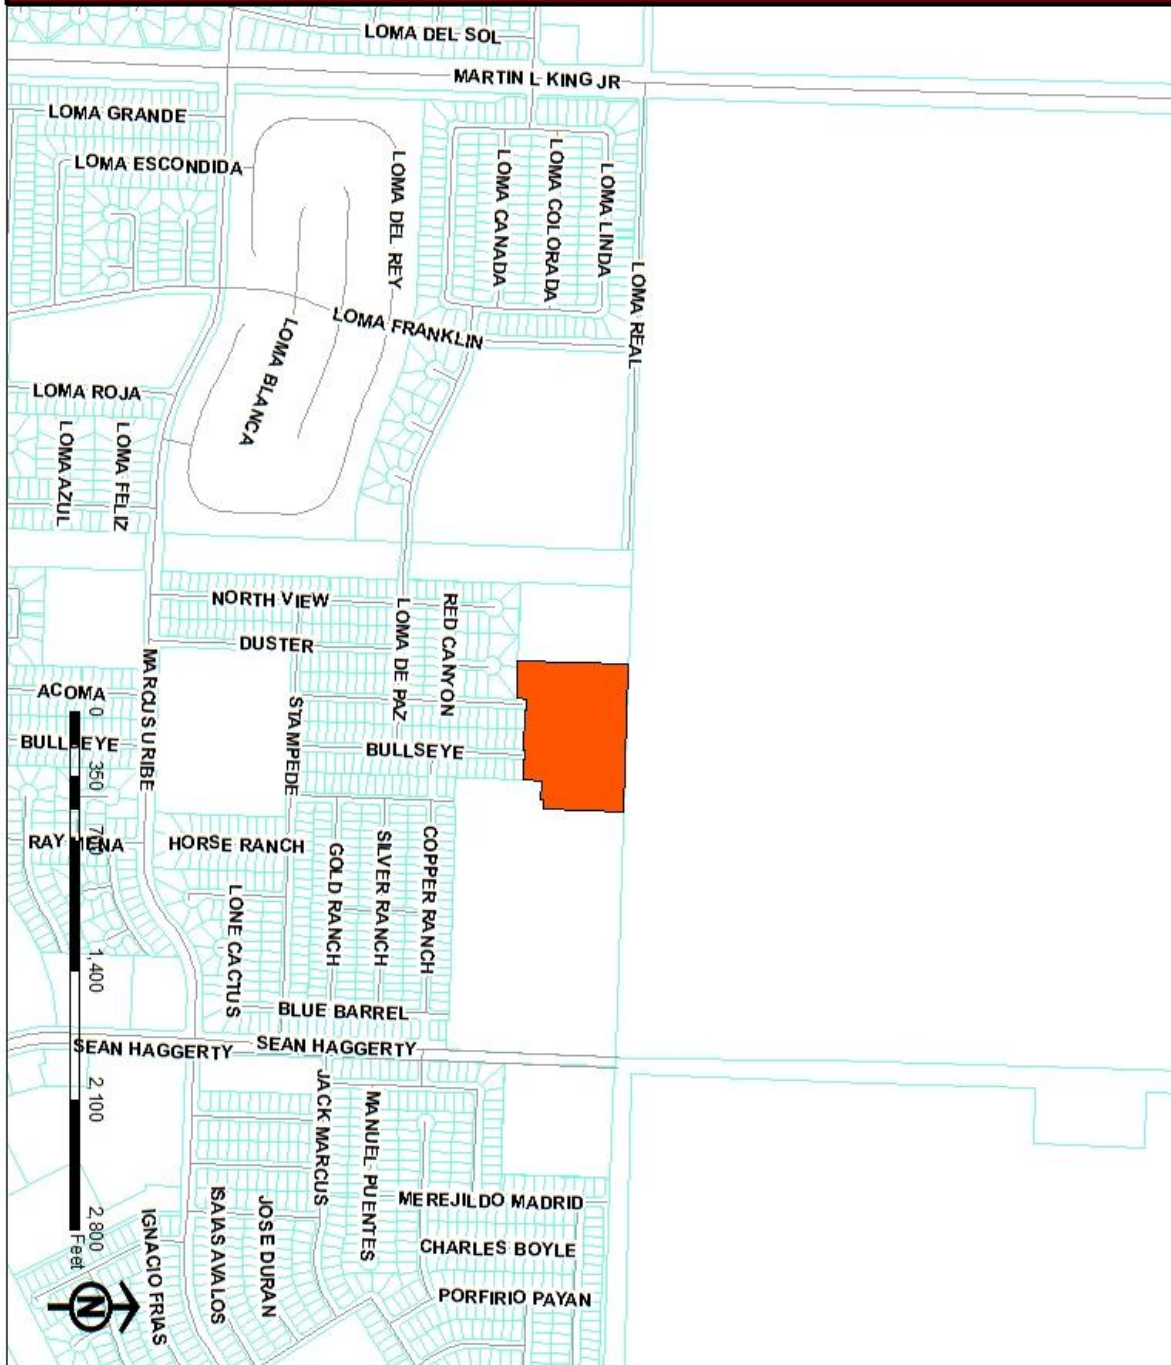 LOMA DEL SOL
MARTIN L KING JR
LOMA GRANDE
LOMA ESCONDIDA
LOMA DEL REY
LOMA CANADA
LOMA COLORADA
LOMA LINDA
LOMA REAL
LOMA FRANKLIN
LOMA BLANCA
LOMA ROJA
LOMA AZUL
LOMA FELIZ
NORTH VIEW
DUSTER
LOMA DE PAZ
RED CANYON
MARCUS URIBE
ACOMA
STAMPEDE
BULLSEYE
BULLSEYE
RAY MENA
HORSE RANCH
GOLD RANCH
SILVER RANCH
COPPER RANCH
LONE CACTUS
BLUE BARREL
SEAN HAGGERTY
SEAN HAGGERTY
JACK MARCUS
MANUEL PUENTES
MEREJILDO MADRID
ISAIAS AVALOS
JOSE DURAN
CHARLES BOYLE
IGNACIO FRIAS
PORFIRIO PAYAN
0
350
700
1,400
2,100
2,800
Feet
N